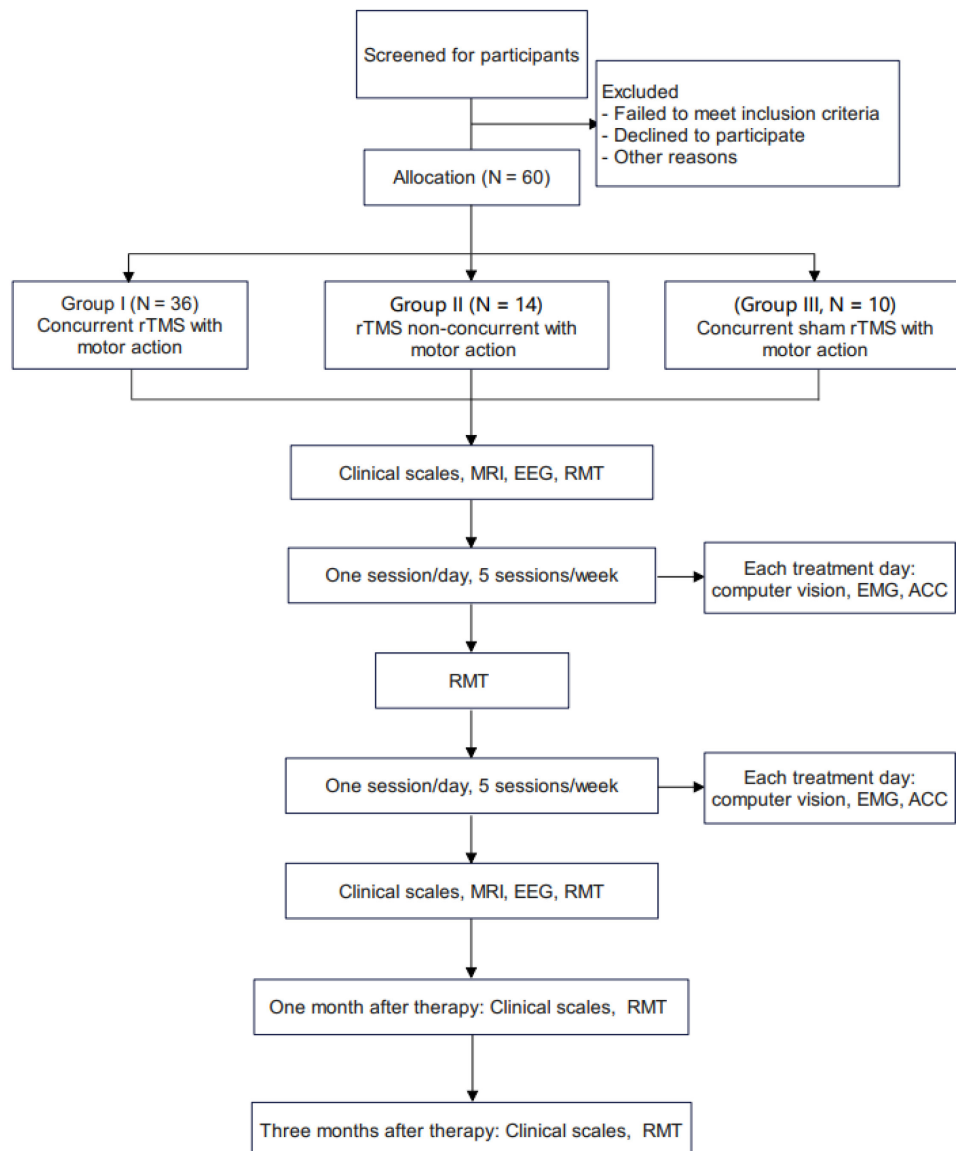 Screened for participants
Excluded
- Failed to meet inclusion criteria
- Declined to participate
- Other reasons
Allocation (N = 60)
Group I (N = 36)
Concurrent rTMS with
motor action
Group II (N = 14)
rTMS non-concurrent with
motor action
(Group III, N = 10)
Concurrent sham rTMS with
motor action
Clinical scales, MRI, EEG, RMT
One session/day, 5 sessions/week
Each treatment day:
computer vision, EMG, ACC
RMT
One session/day, 5 sessions/week
Each treatment day:
computer vision, EMG, ACC
Clinical scales, MRI, EEG, RMT
One month after therapy: Clinical scales, RMT
Three months after therapy: Clinical scales, RMT